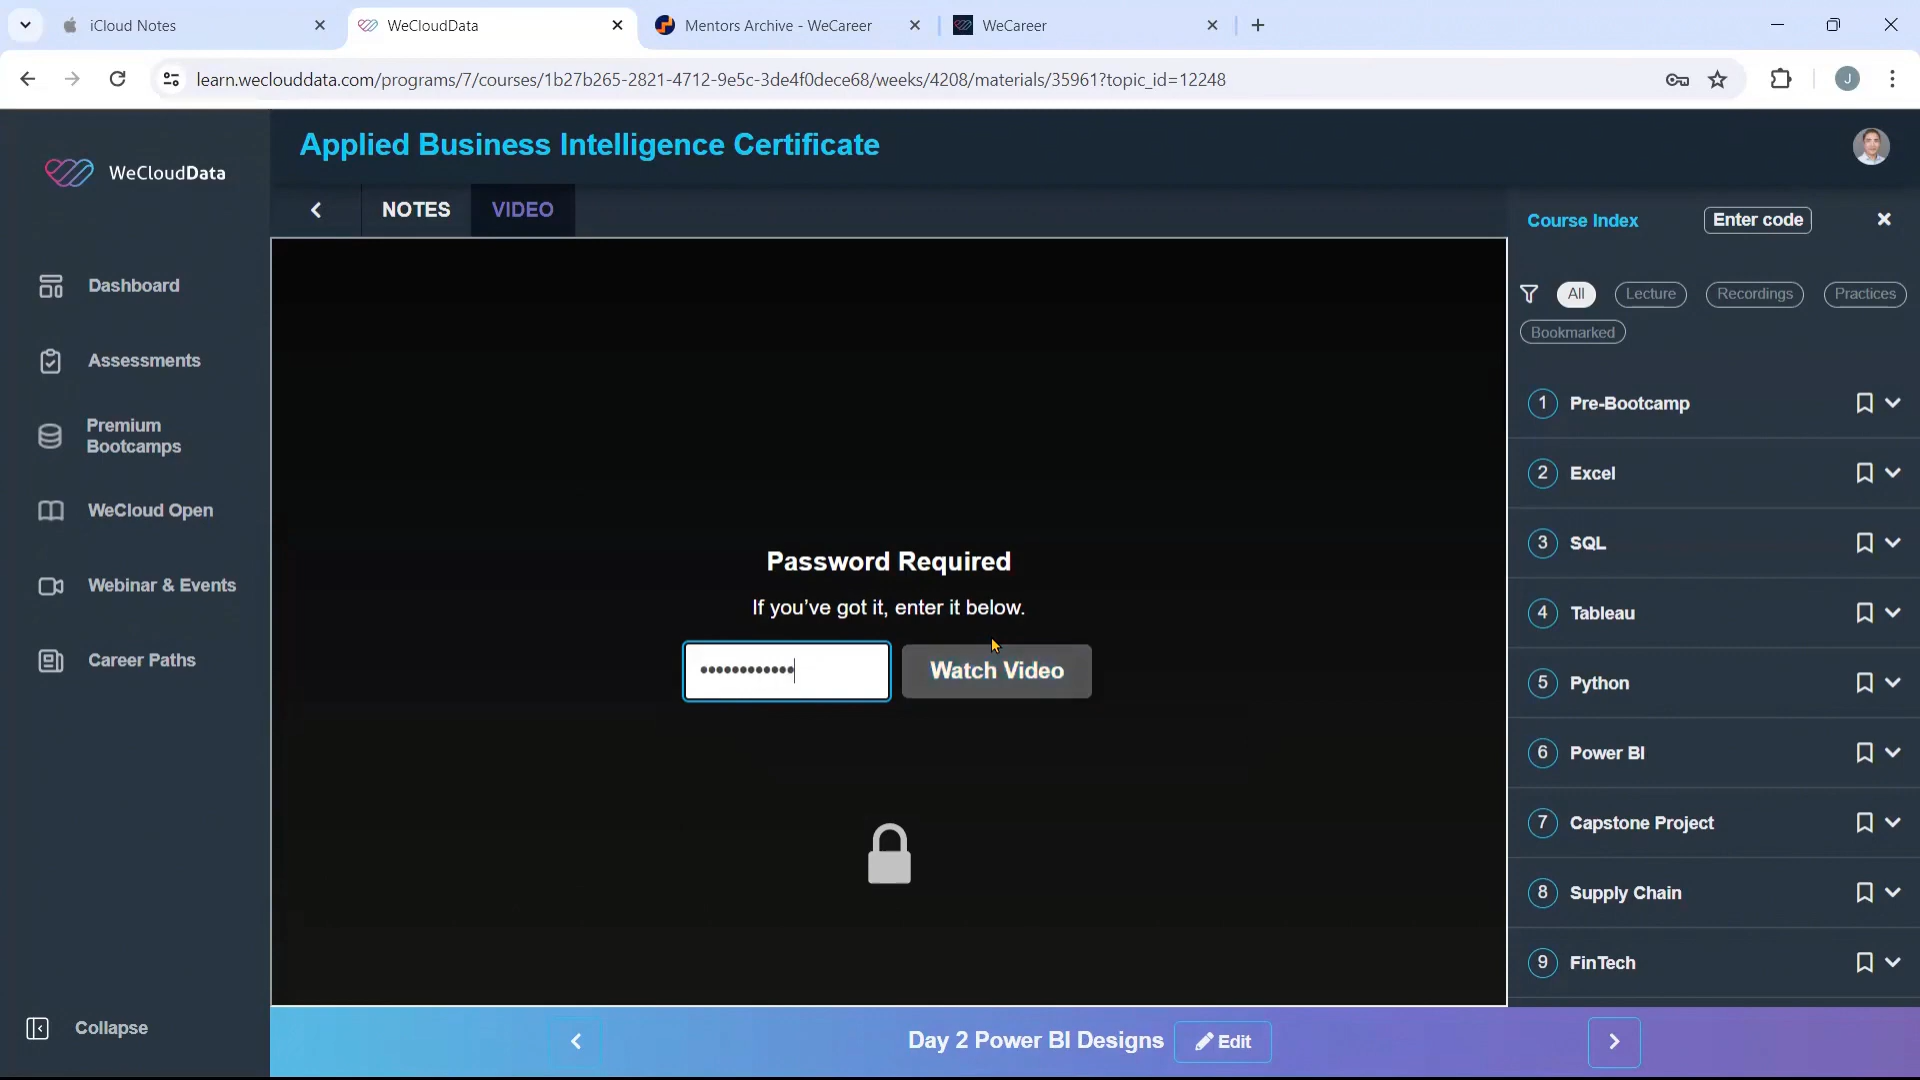 iCloud Notes
WeCloudData
Mentors Archive - WeCareer
WeCareer
learn.weclouddata.com/programs/7/courses/1b27b265-2821-4712-9e5c-3de4f0dece68/weeks/4208/materials/35961?topic_id=12248
J
WeCloudData
Dashboard
Assessments
Premium
Bootcamps
WeCloud Open
Webinar & Events
Career Paths
Collapse
Applied Business Intelligence Certificate
NOTES
VIDEO
Password Required
If you've got it, enter it below.
••••••••••••
Watch Video
Day 2 Power BI Designs
Edit
Course Index
Enter code
All
Lecture
Recordings
Practices
Bookmarked
1 Pre-Bootcamp
2 Excel
3 SQL
4 Tableau
5 Python
6 Power BI
7 Capstone Project
8 Supply Chain
9 FinTech